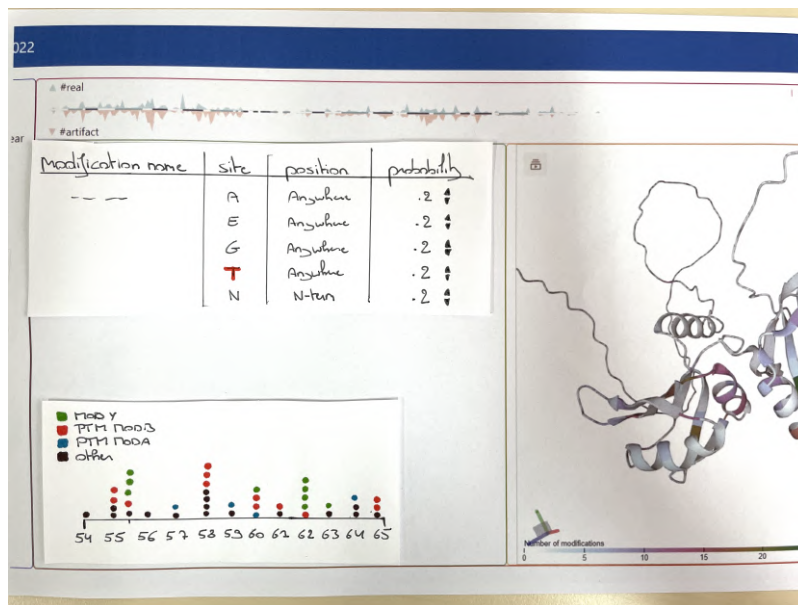 022
#real
#artifact
ear
Modification name site position probability
--- A Anywhere .2
E Anywhere .2
G Anywhere .2
T Anywhere .2
N N-term .2
MOD Y
PTM MOD B
PTM MOD A
other
54 55 56 57 58 59 60 61 62 63 64 65
Number of modifications
0 5 10 15 20